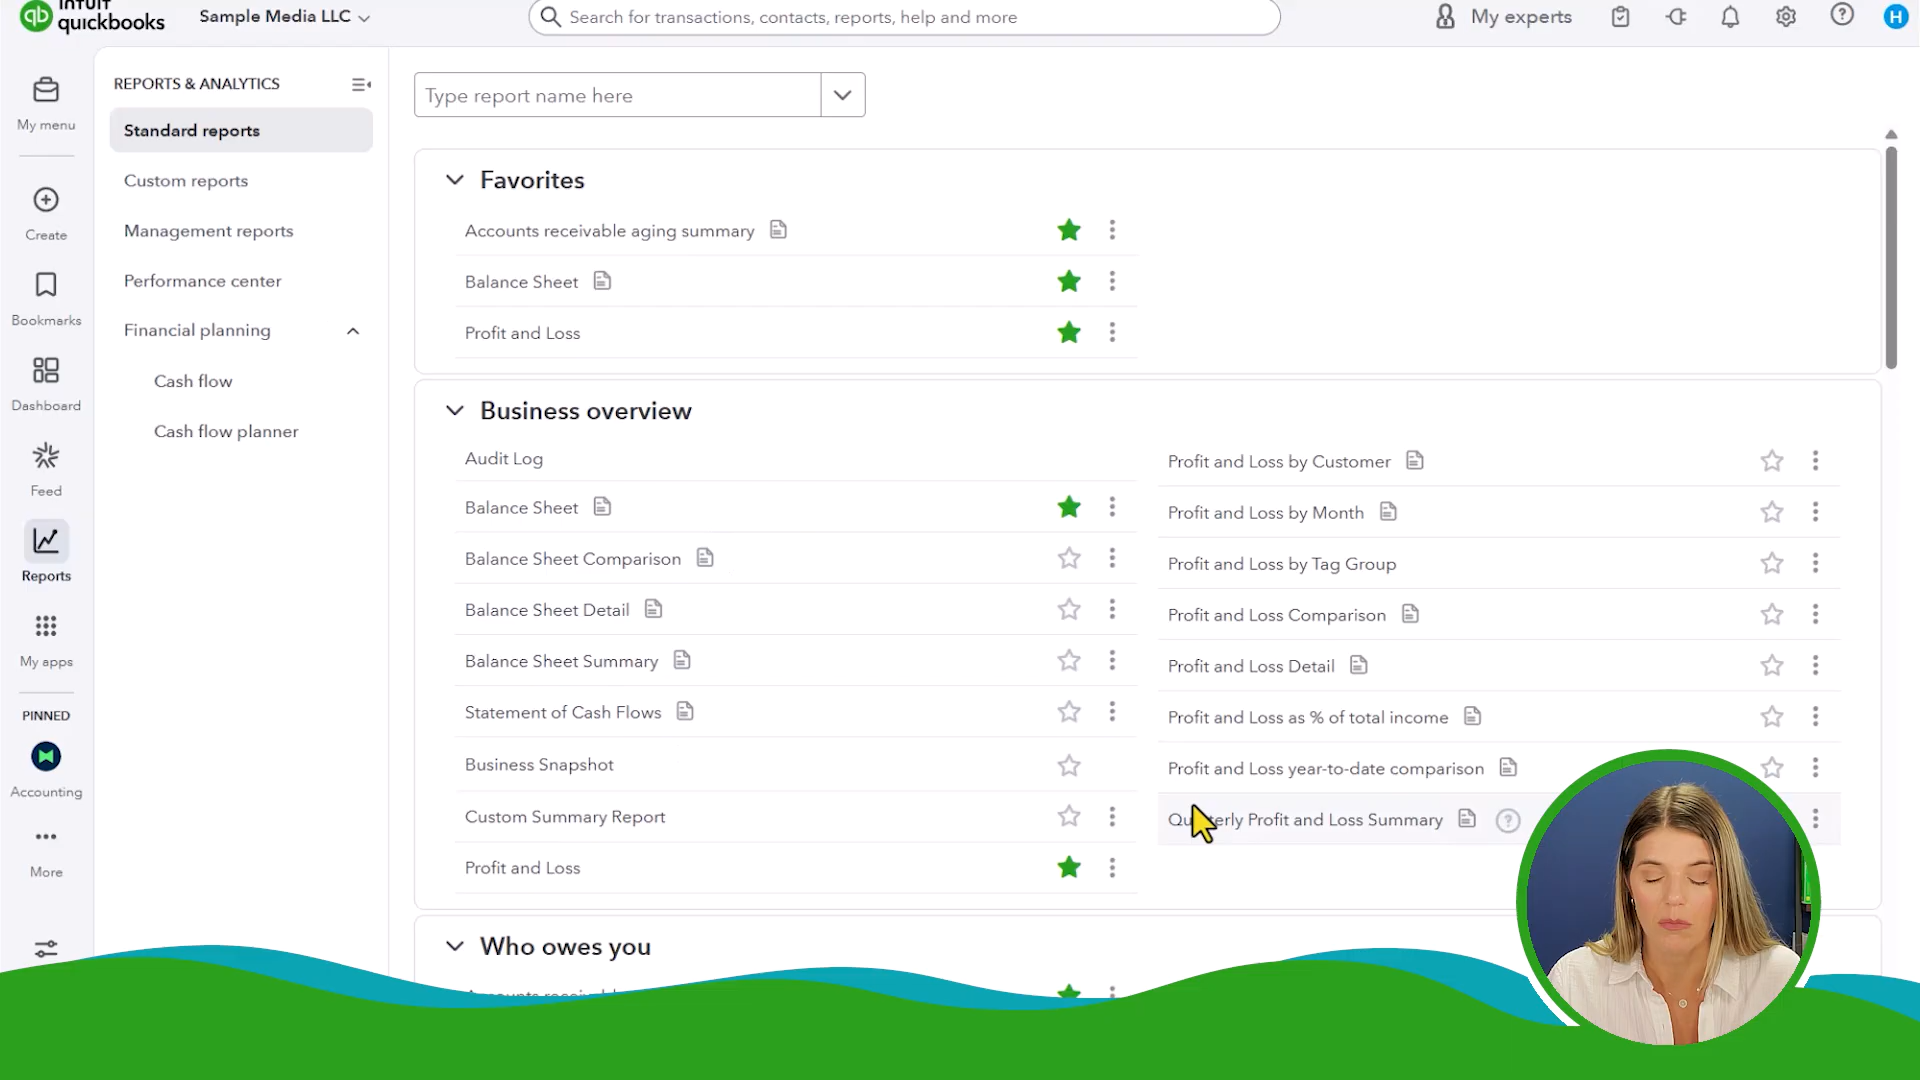 INTUIT
quickbooks
Sample Media LLC
Search for transactions, contacts, reports, help and more
My experts
H
My menu
Create
Bookmarks
Dashboard
Feed
Reports
My apps
PINNED
Accounting
More
REPORTS & ANALYTICS
Standard reports
Custom reports
Management reports
Performance center
Financial planning
Cash flow
Cash flow planner
Type report name here
Favorites
Accounts receivable aging summary
Balance Sheet
Profit and Loss
Business overview
Audit Log
Balance Sheet
Balance Sheet Comparison
Balance Sheet Detail
Balance Sheet Summary
Statement of Cash Flows
Business Snapshot
Custom Summary Report
Profit and Loss
Profit and Loss by Customer
Profit and Loss by Month
Profit and Loss by Tag Group
Profit and Loss Comparison
Profit and Loss Detail
Profit and Loss as % of total income
Profit and Loss year-to-date comparison
Quarterly Profit and Loss Summary
Who owes you